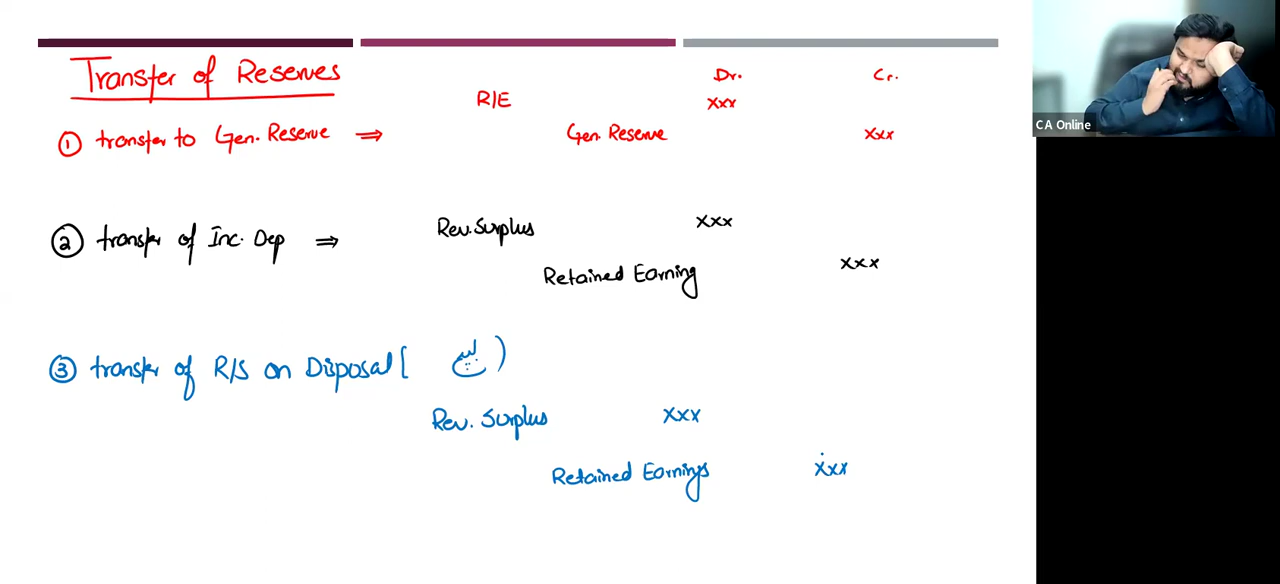 Transfer of Reserves
Dr. Cr.
R/E xxx
① transfer to Gen. Reserve ⇒ Gen. Reserve xxx
② transfer of Inc. Dep ⇒ Rev. Surplus xxx
Retained Earning xxx
③ transfer of R/S on Disposal ( )
Rev. Surplus xxx
Retained Earnings xxx
CA Online